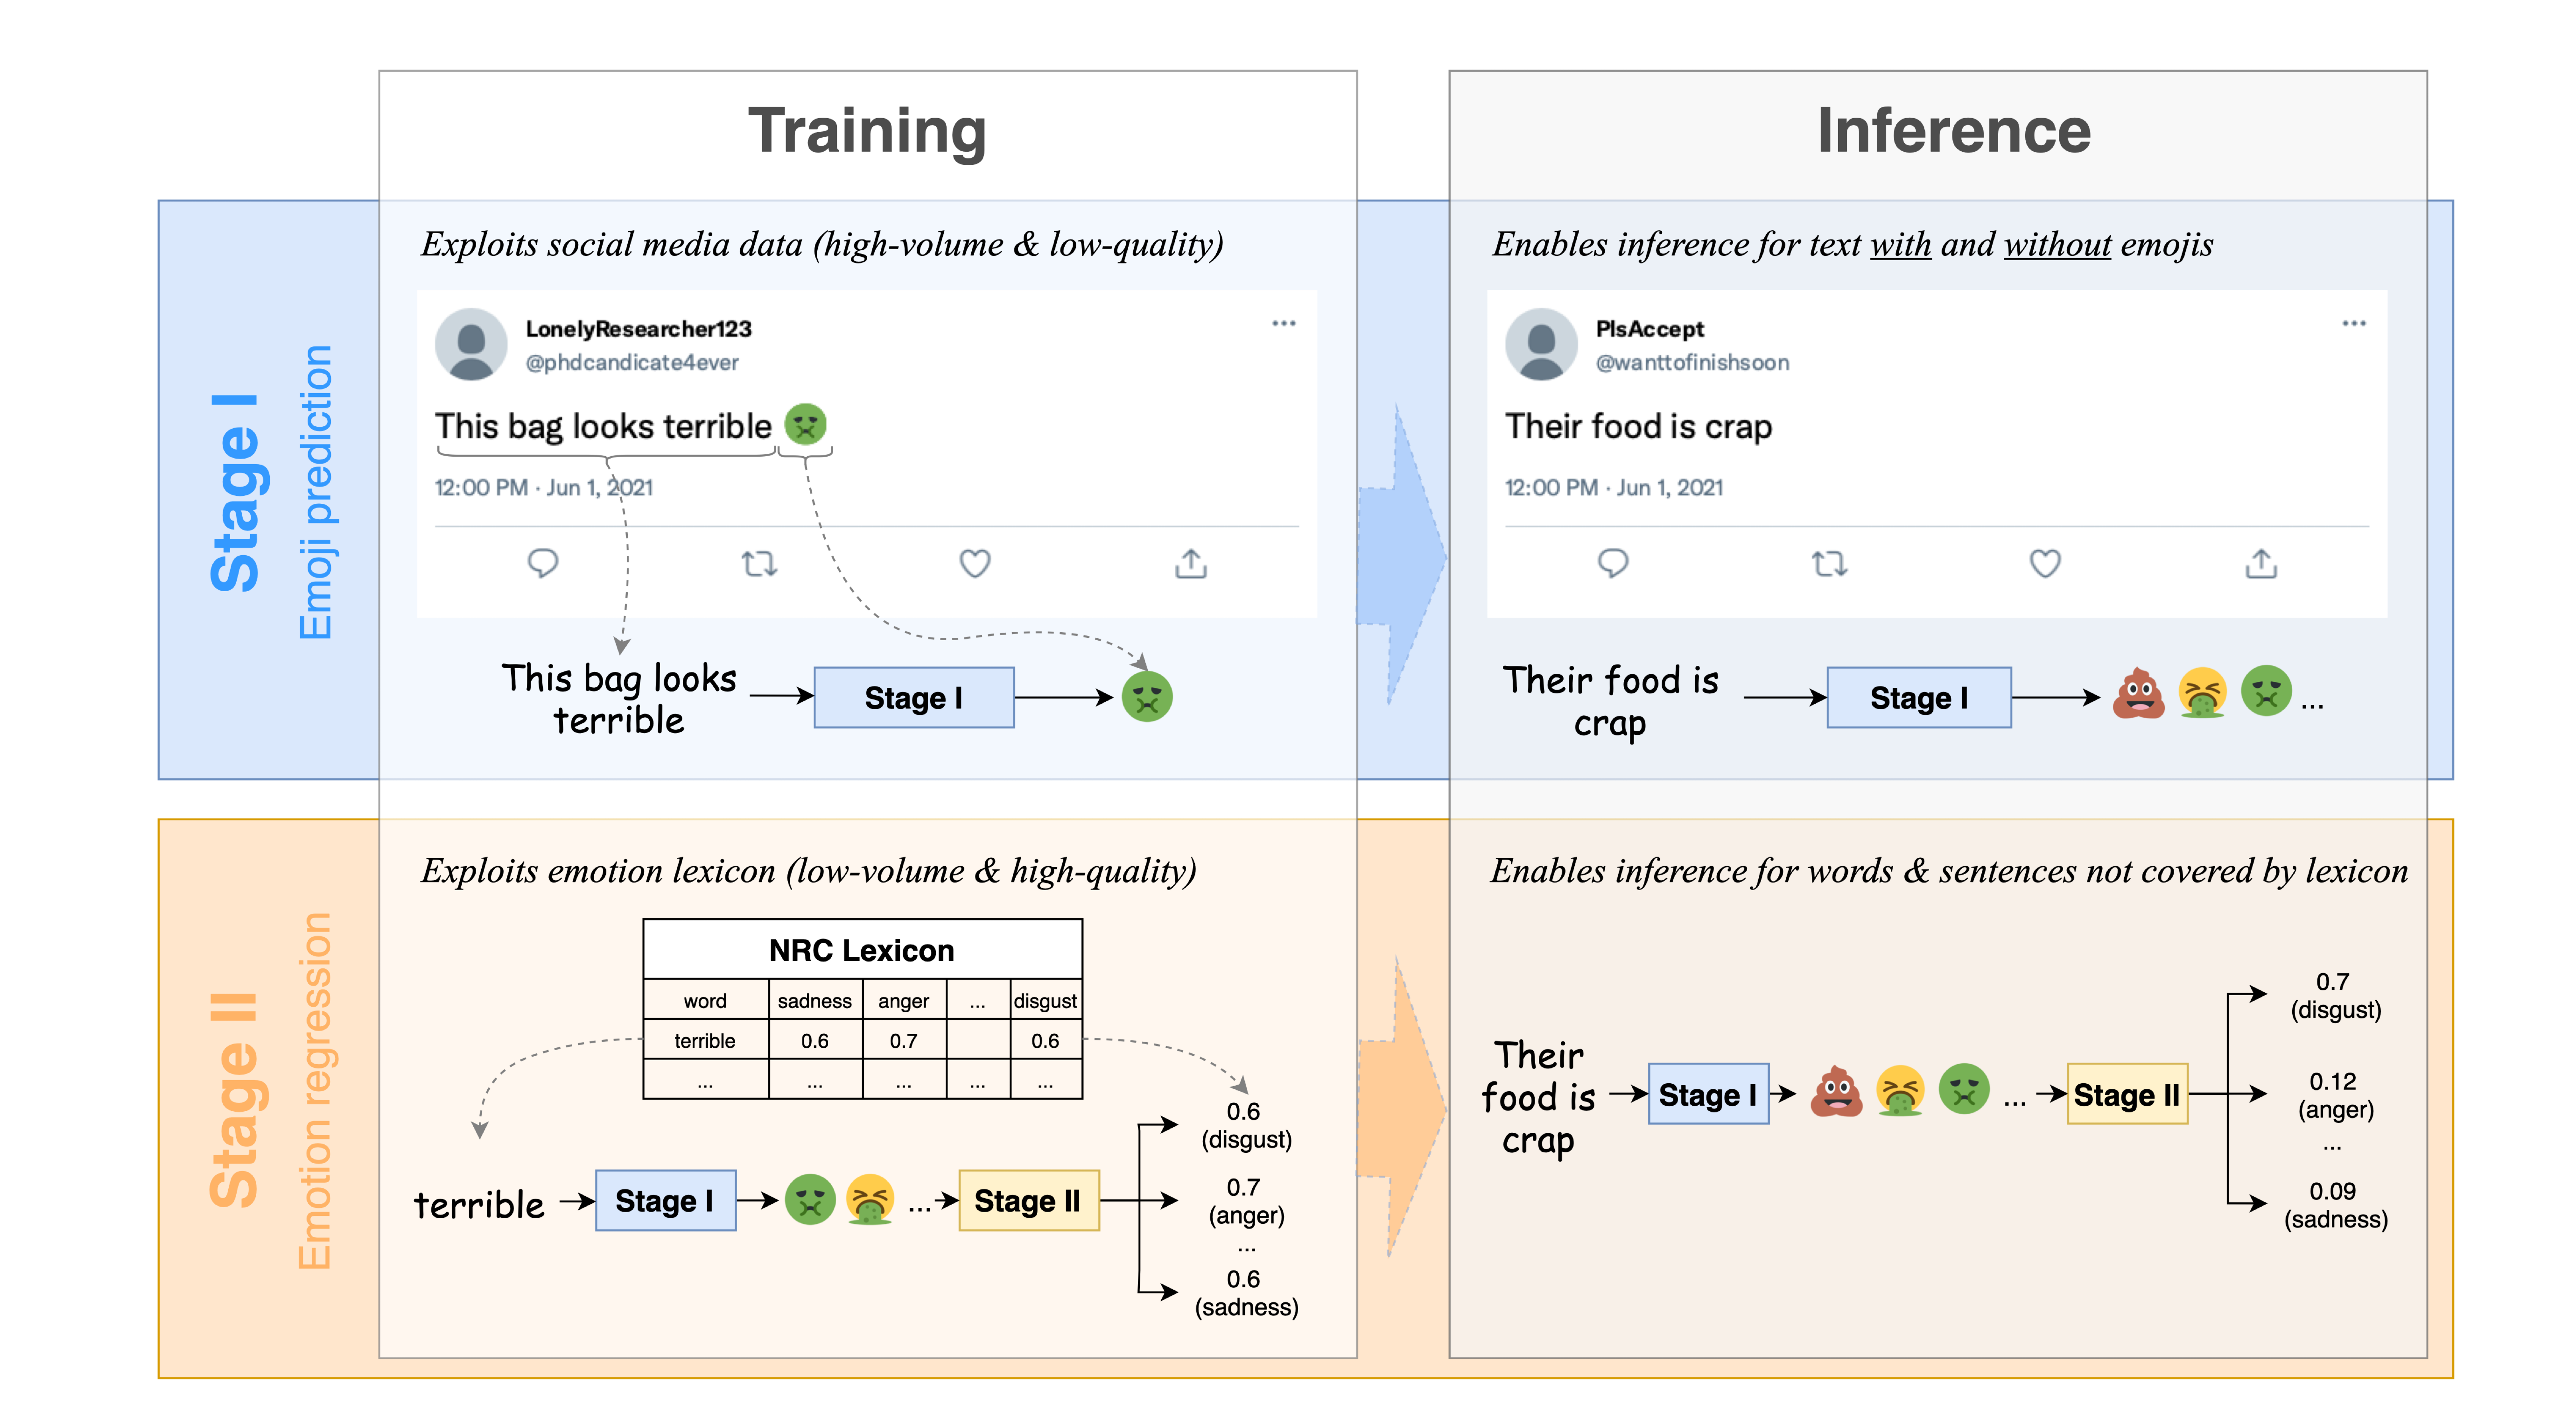 Training
Inference
Stage I
Emoji prediction
Exploits social media data (high-volume & low-quality)
LonelyResearcher123
...
@phdcandicate4ever
This bag looks terrible 🤢
12:00 PM · Jun 1, 2021
This bag looks
terrible
Stage I
Enables inference for text with and without emojis
PlsAccept
...
@wanttofinishsoon
Their food is crap
12:00 PM · Jun 1, 2021
Their food is
crap
Stage I
...
Stage II
Emotion regression
Exploits emotion lexicon (low-volume & high-quality)
NRC Lexicon
word sadness anger ... disgust
terrible 0.6 0.7 0.6
... ... ... ... ...
terrible
Stage I
...
Stage II
0.6
(disgust)
0.7
(anger)
...
0.6
(sadness)
Enables inference for words & sentences not covered by lexicon
Their
food is
crap
Stage I
...
Stage II
0.7
(disgust)
0.12
(anger)
...
0.09
(sadness)